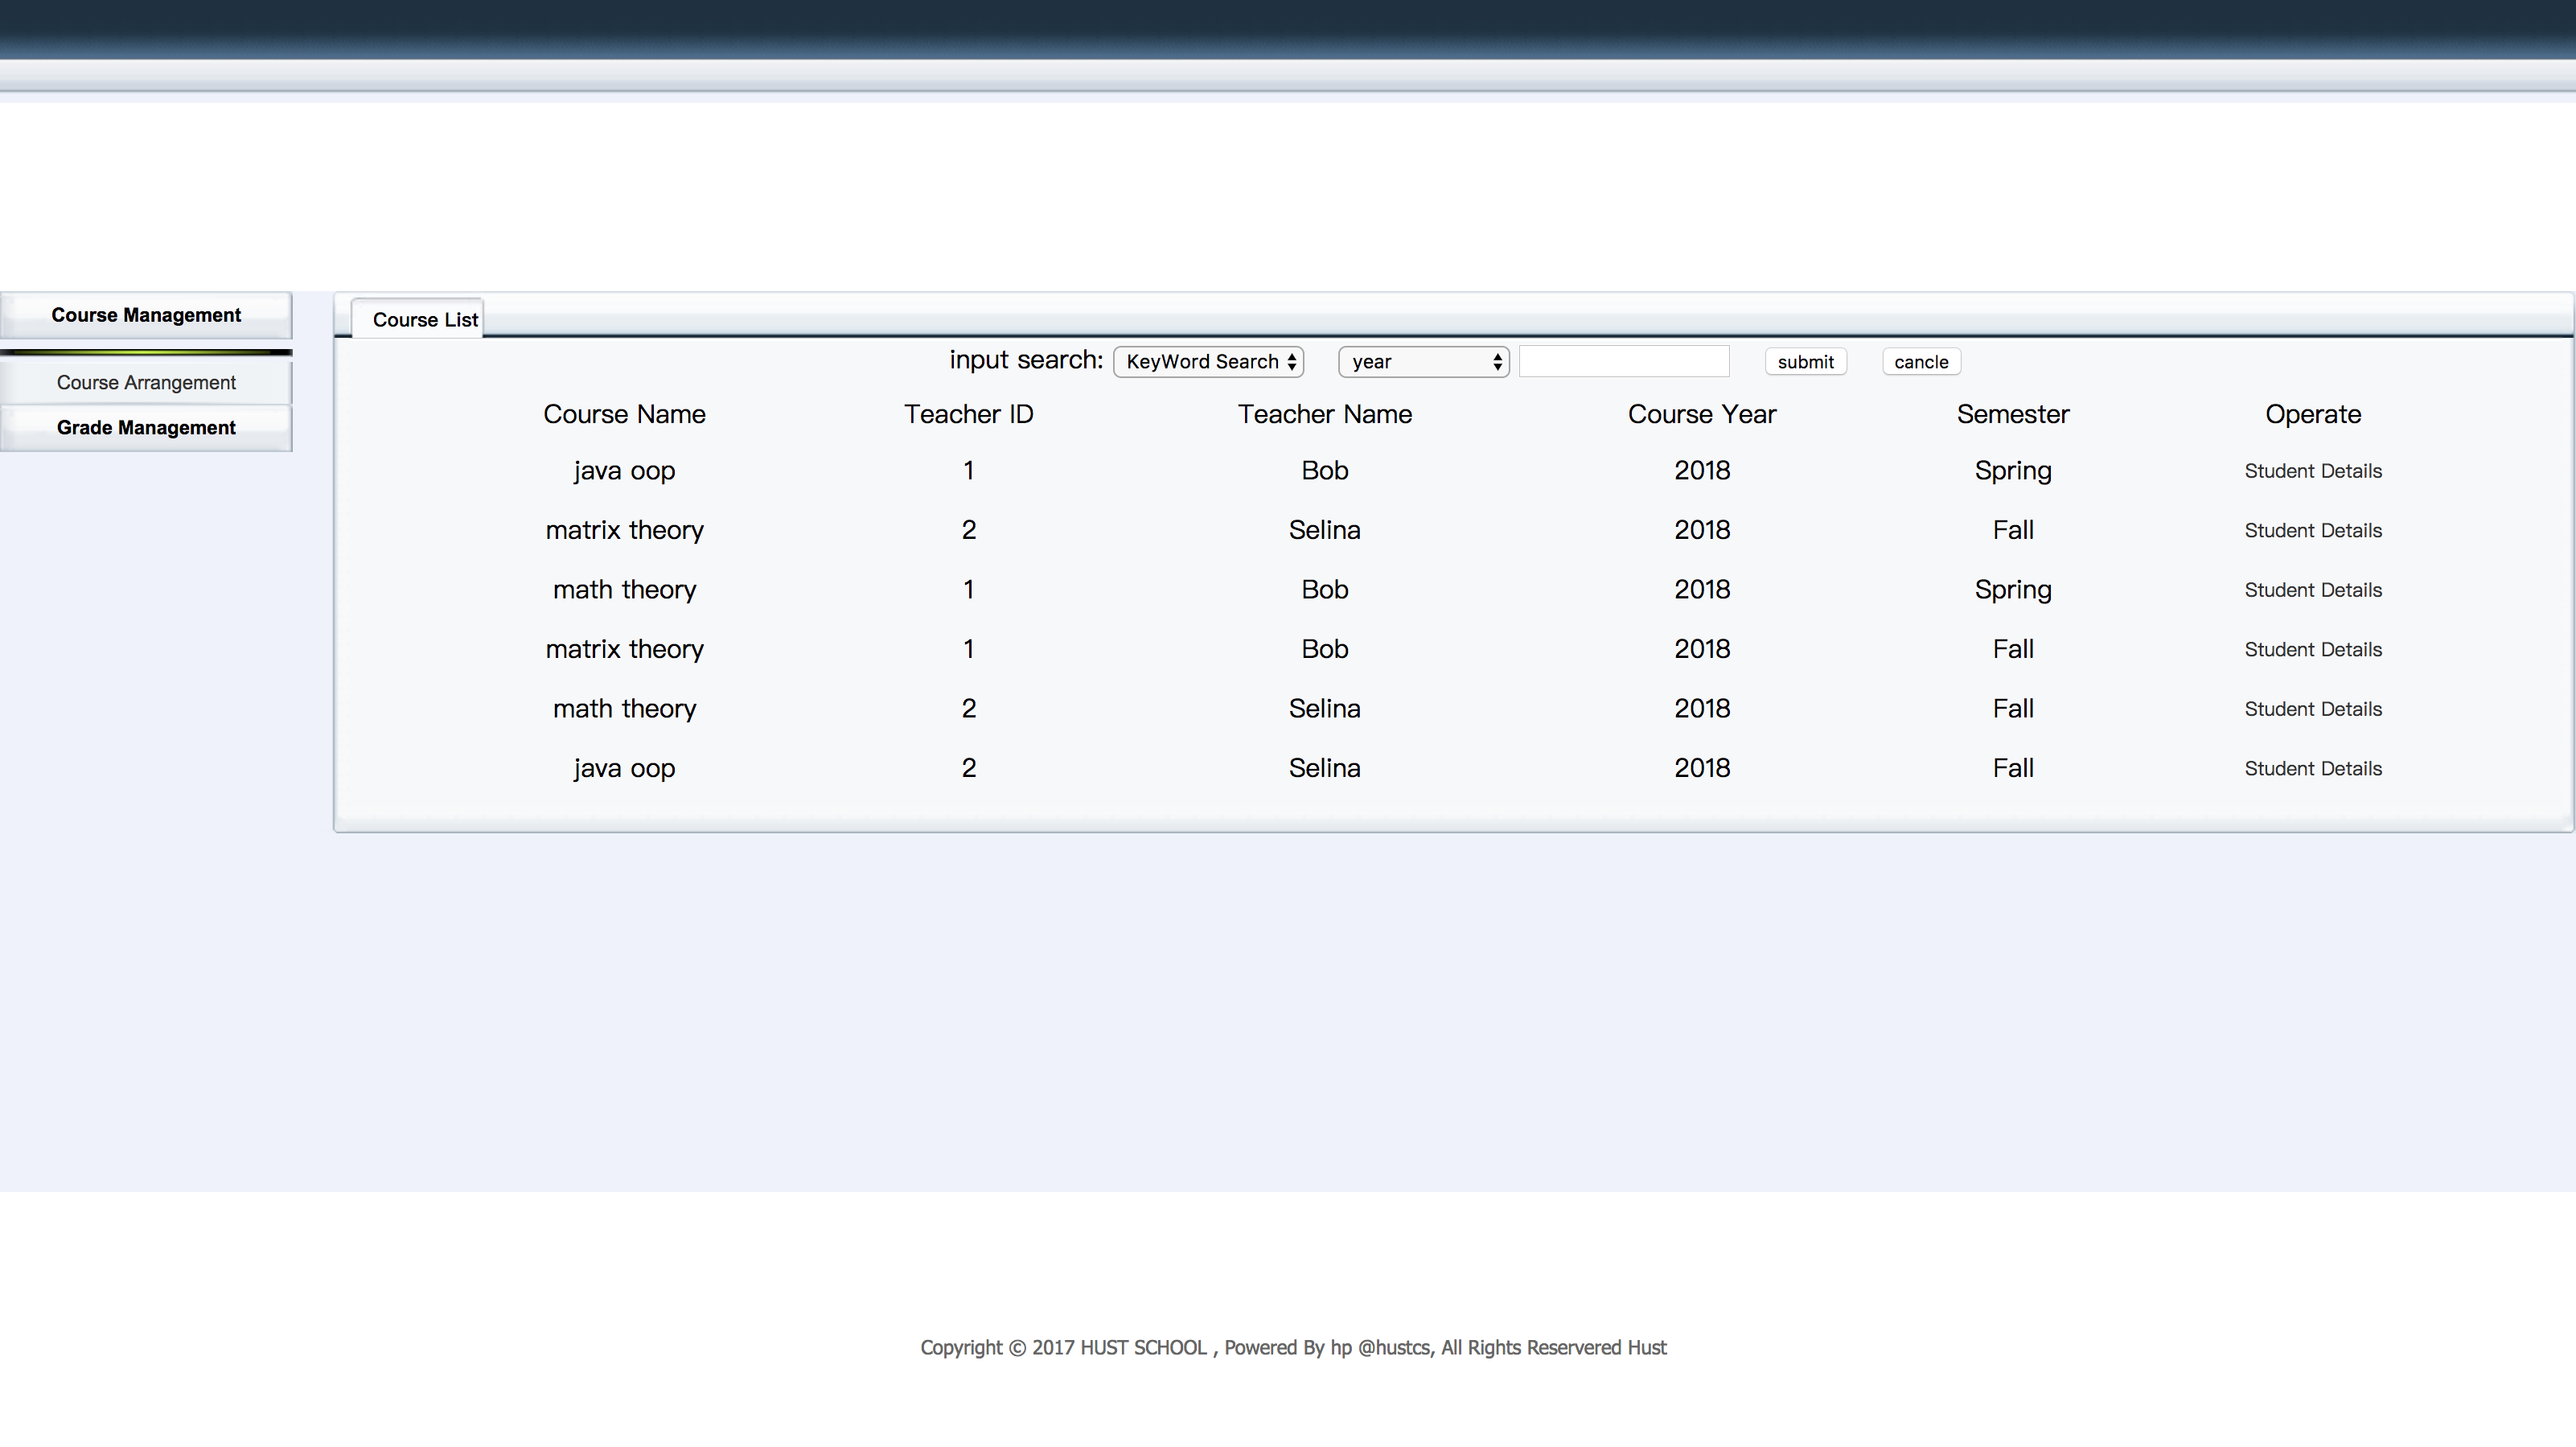 Course Management
Course Arrangement
Grade Management
Course List
input search: KeyWord Search year submit cancle
Course Name Teacher ID Teacher Name Course Year Semester Operate
java oop 1 Bob 2018 Spring Student Details
matrix theory 2 Selina 2018 Fall Student Details
math theory 1 Bob 2018 Spring Student Details
matrix theory 1 Bob 2018 Fall Student Details
math theory 2 Selina 2018 Fall Student Details
java oop 2 Selina 2018 Fall Student Details
Copyright © 2017 HUST SCHOOL , Powered By hp @hustcs, All Rights Reservered Hust